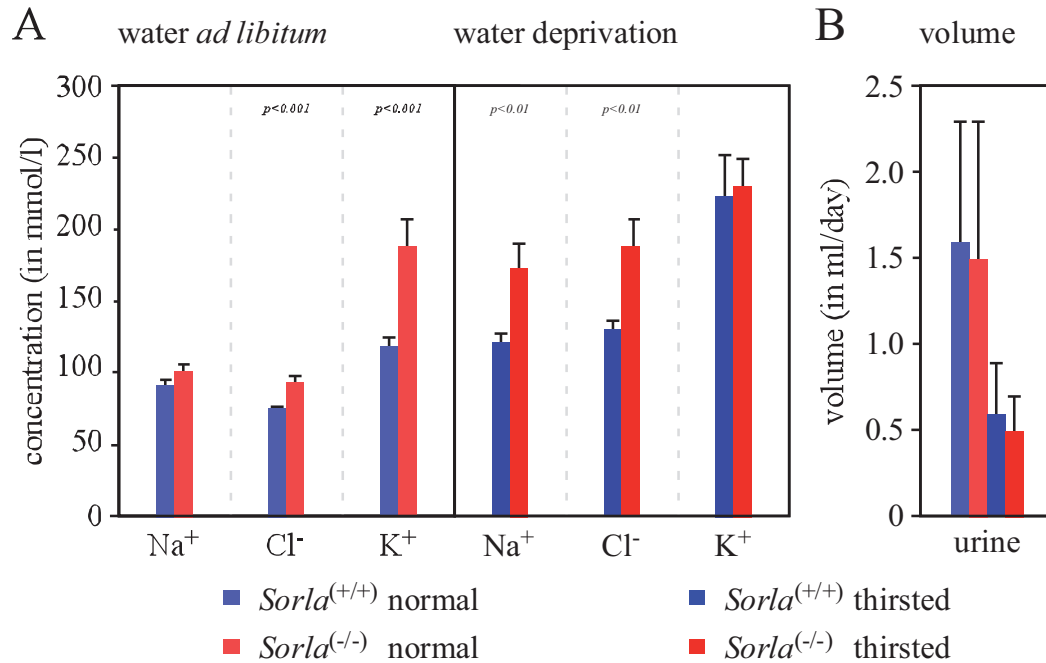 A water ad libitum water deprivation B volume
300 p<0.001 p<0.001 p<0.01 p<0.01 2.5
250
200 2.0
150 1.5
100 1.0
50 0.5
0 0
concentration (in mmol/l)
volume (in ml/day)
Na⁺ Cl⁻ K⁺ Na⁺ Cl⁻ K⁺ urine
Sorla(+/+) normal Sorla(+/+) thirsted
Sorla(-/-) normal Sorla(-/-) thirsted